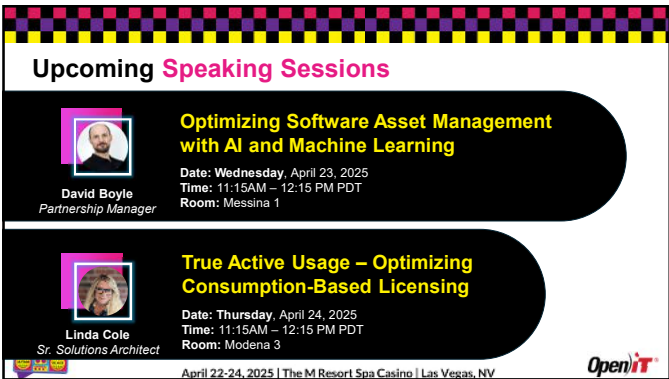 Upcoming Speaking Sessions
Optimizing Software Asset Management
with AI and Machine Learning
Date: Wednesday, April 23, 2025
Time: 11:15AM – 12:15 PM PDT
Room: Messina 1
David Boyle
Partnership Manager
True Active Usage – Optimizing
Consumption-Based Licensing
Date: Thursday, April 24, 2025
Time: 11:15AM – 12:15 PM PDT
Room: Modena 3
Linda Cole
Sr. Solutions Architect
April 22-24, 2025 | The M Resort Spa Casino | Las Vegas, NV
Open iT